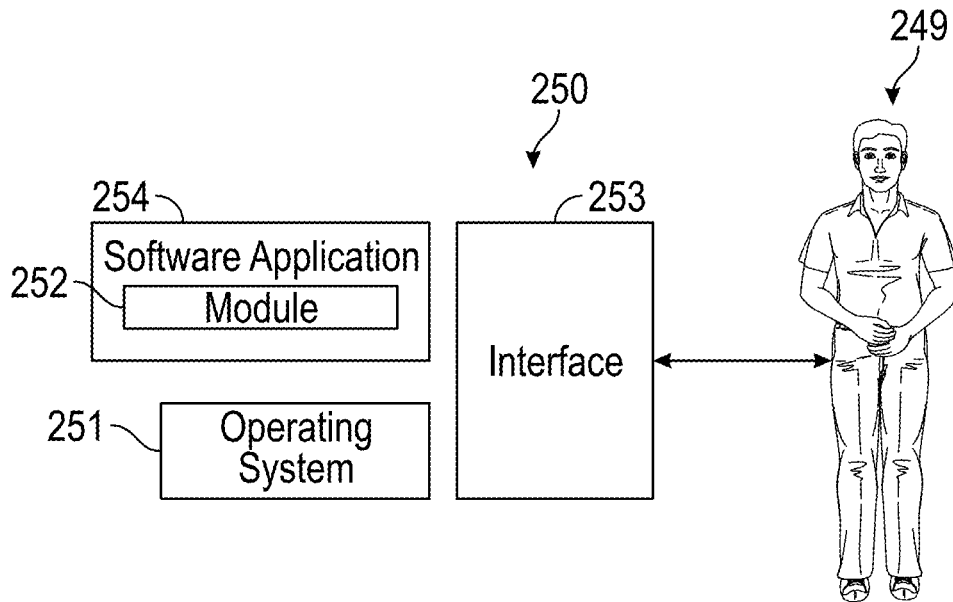 249
250
254
253
Software Application
252
Module
Interface
251
Operating
System